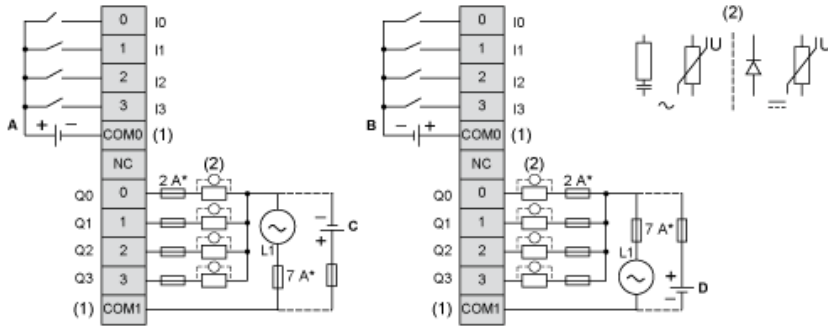 0 I0
1 I1
2 I2
3 I3
A + −
COM0 (1)
NC
(2)
Q0 0 2 A*
Q1 1
Q2 2
Q3 3
L1
7 A*
− + C
(1) COM1
0 I0
1 I1
2 I2
3 I3
B − +
COM0 (1)
NC
(2)
Q0 0 2 A*
Q1 1
Q2 2
Q3 3
7 A*
L1
+ − D
(1) COM1
(2)
U U